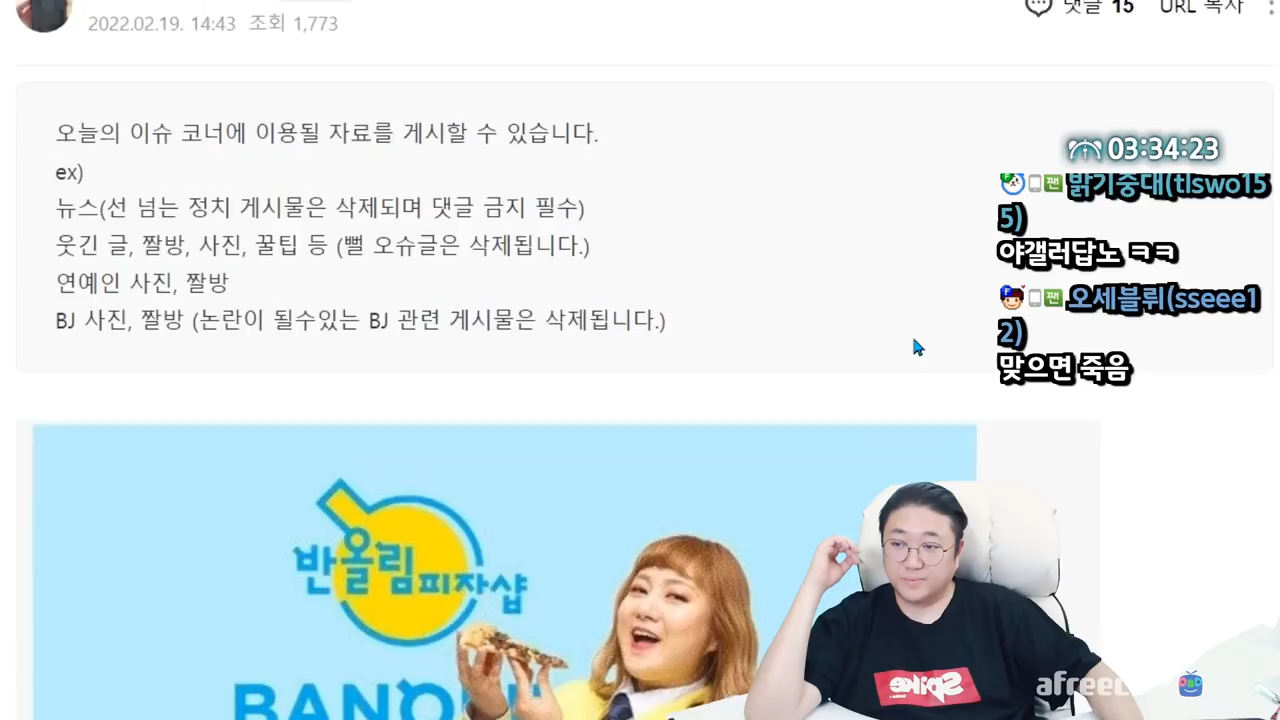 2022.02.19. 14:43 조회 1,773
댓글 15 URL 복사
오늘의 이슈 코너에 이용될 자료를 게시할 수 있습니다.
ex)
뉴스(선 넘는 정치 게시물은 삭제되며 댓글 금지 필수)
웃긴 글, 짤방, 사진, 꿀팁 등 (뻘 오슈글은 삭제됩니다.)
연예인 사진, 짤방
BJ 사진, 짤방 (논란이 될수있는 BJ 관련 게시물은 삭제됩니다.)
03:34:23
F 팬 밝기중대(tlswo15
5)
야갤러답노 ㅋㅋ
F 팬 오세블뤼(sseee1
2)
맞으면 죽음
반올림피자샵
Spike